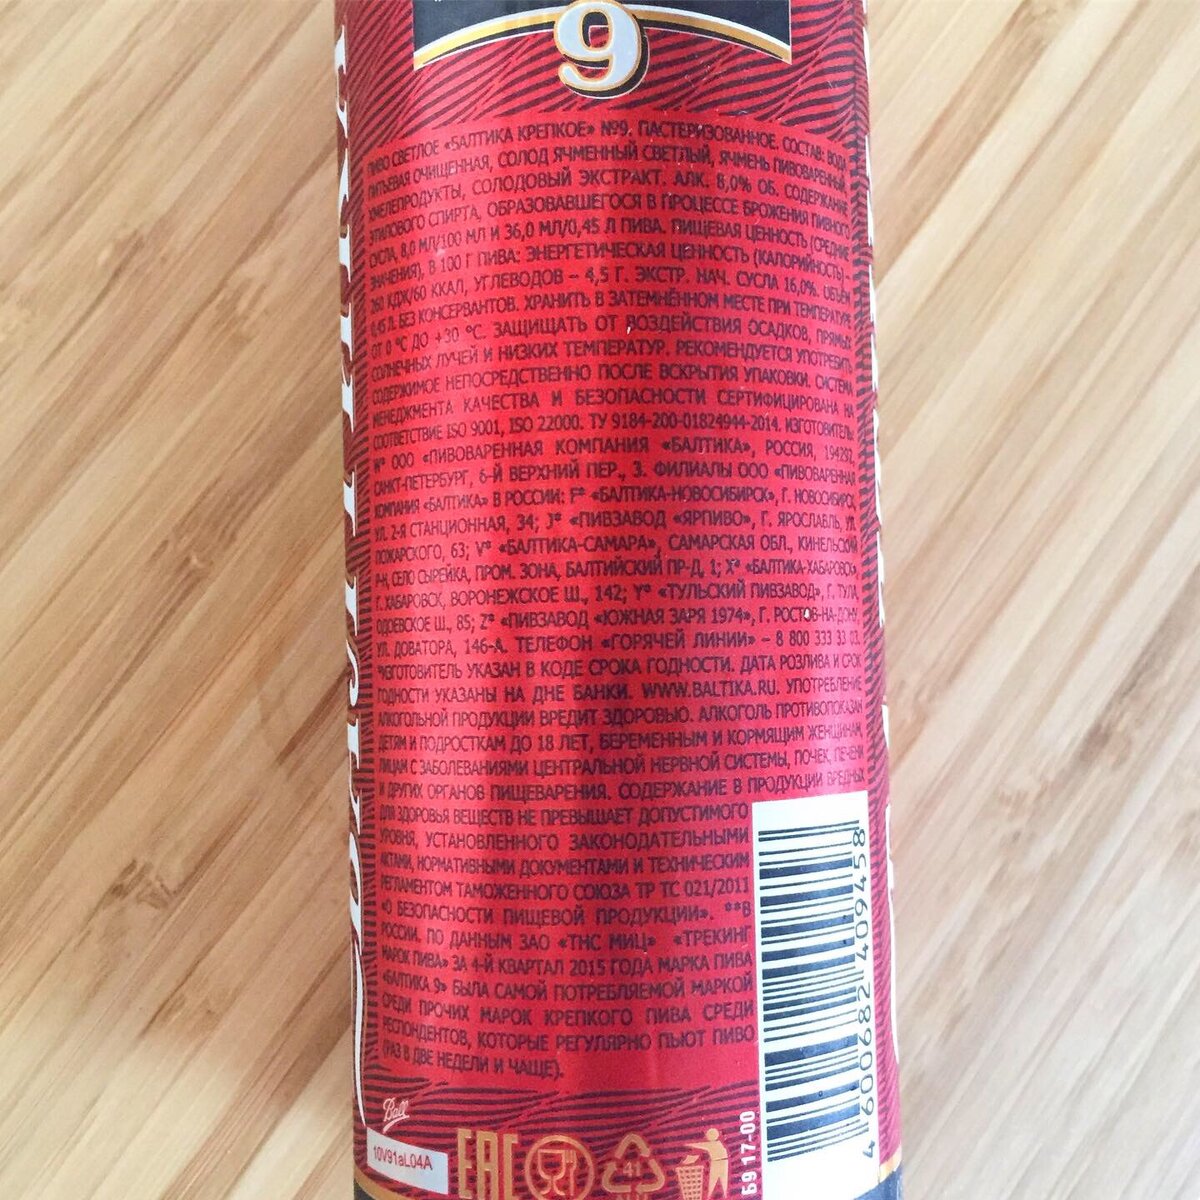 9
ПИВО СВЕТЛОЕ «БАЛТИКА КРЕПКОЕ» №9. ПАСТЕРИЗОВАННОЕ. СОСТАВ: ВОДА
ПИТЬЕВАЯ ОЧИЩЕННАЯ, СОЛОД ЯЧМЕННЫЙ СВЕТЛЫЙ, ЯЧМЕНЬ ПИВОВАРЕННЫЙ,
ХМЕЛЕПРОДУКТЫ, СОЛОДОВЫЙ ЭКСТРАКТ. АЛК. 8,0% ОБ. СОДЕРЖАНИЕ
ЭТИЛОВОГО СПИРТА, ОБРАЗОВАВШЕГОСЯ В ПРОЦЕССЕ БРОЖЕНИЯ ПИВНОГО
СУСЛА, 8,0 МЛ/100 МЛ И 36,0 МЛ/0,45 Л ПИВА. ПИЩЕВАЯ ЦЕННОСТЬ (СРЕДНИЕ
ЗНАЧЕНИЯ), В 100 Г ПИВА: ЭНЕРГЕТИЧЕСКАЯ ЦЕННОСТЬ (КАЛОРИЙНОСТЬ) –
260 КДЖ/60 ККАЛ, УГЛЕВОДОВ – 4,5 Г. ЭКСТР. НАЧ. СУСЛА 16,0%. ОБЪЁМ
0,45 Л. БЕЗ КОНСЕРВАНТОВ. ХРАНИТЬ В ЗАТЕМНЁННОМ МЕСТЕ ПРИ ТЕМПЕРАТУРЕ
ОТ 0 °С ДО +30 °С. ЗАЩИЩАТЬ ОТ ВОЗДЕЙСТВИЯ ОСАДКОВ, ПРЯМЫХ
СОЛНЕЧНЫХ ЛУЧЕЙ И НИЗКИХ ТЕМПЕРАТУР. РЕКОМЕНДУЕТСЯ УПОТРЕБИТЬ
СОДЕРЖИМОЕ НЕПОСРЕДСТВЕННО ПОСЛЕ ВСКРЫТИЯ УПАКОВКИ. СИСТЕМА
МЕНЕДЖМЕНТА КАЧЕСТВА И БЕЗОПАСНОСТИ СЕРТИФИЦИРОВАНА НА
СООТВЕТСТВИЕ ISO 9001, ISO 22000. ТУ 9184-200-01824944-2014. ИЗГОТОВИТЕЛЬ:
W* ООО «ПИВОВАРЕННАЯ КОМПАНИЯ «БАЛТИКА», РОССИЯ, 194292,
САНКТ-ПЕТЕРБУРГ, 6-Й ВЕРХНИЙ ПЕР., 3. ФИЛИАЛЫ ООО «ПИВОВАРЕННАЯ
КОМПАНИЯ «БАЛТИКА» В РОССИИ: F* «БАЛТИКА-НОВОСИБИРСК», Г. НОВОСИБИРСК,
УЛ. 2-Я СТАНЦИОННАЯ, 34; J* «ПИВЗАВОД «ЯРПИВО», Г. ЯРОСЛАВЛЬ, УЛ.
ПОЖАРСКОГО, 63; V* «БАЛТИКА-САМАРА», САМАРСКАЯ ОБЛ., КИНЕЛЬСКИЙ
Р-Н, СЕЛО СЫРЕЙКА, ПРОМ. ЗОНА, БАЛТИЙСКИЙ ПР-Д, 1; X* «БАЛТИКА-ХАБАРОВСК»,
Г. ХАБАРОВСК, ВОРОНЕЖСКОЕ Ш., 142; Y* «ТУЛЬСКИЙ ПИВЗАВОД», Г. ТУЛА,
ОДОЕВСКОЕ Ш., 85; Z* «ПИВЗАВОД «ЮЖНАЯ ЗАРЯ 1974», Г. РОСТОВ-НА-ДОНУ,
УЛ. ДОВАТОРА, 146-А. ТЕЛЕФОН «ГОРЯЧЕЙ ЛИНИИ» – 8 800 333 33 03.
*ИЗГОТОВИТЕЛЬ УКАЗАН В КОДЕ СРОКА ГОДНОСТИ. ДАТА РОЗЛИВА И СРОК
ГОДНОСТИ УКАЗАНЫ НА ДНЕ БАНКИ. WWW.BALTIKA.RU. УПОТРЕБЛЕНИЕ
АЛКОГОЛЬНОЙ ПРОДУКЦИИ ВРЕДИТ ЗДОРОВЬЮ. АЛКОГОЛЬ ПРОТИВОПОКАЗАН
ДЕТЯМ И ПОДРОСТКАМ ДО 18 ЛЕТ, БЕРЕМЕННЫМ И КОРМЯЩИМ ЖЕНЩИНАМ,
ЛИЦАМ С ЗАБОЛЕВАНИЯМИ ЦЕНТРАЛЬНОЙ НЕРВНОЙ СИСТЕМЫ, ПОЧЕК, ПЕЧЕНИ
И ДРУГИХ ОРГАНОВ ПИЩЕВАРЕНИЯ. СОДЕРЖАНИЕ В ПРОДУКЦИИ ВРЕДНЫХ
ДЛЯ ЗДОРОВЬЯ ВЕЩЕСТВ НЕ ПРЕВЫШАЕТ ДОПУСТИМОГО
УРОВНЯ, УСТАНОВЛЕННОГО ЗАКОНОДАТЕЛЬНЫМИ
АКТАМИ, НОРМАТИВНЫМИ ДОКУМЕНТАМИ И ТЕХНИЧЕСКИМ
РЕГЛАМЕНТОМ ТАМОЖЕННОГО СОЮЗА ТР ТС 021/2011
«О БЕЗОПАСНОСТИ ПИЩЕВОЙ ПРОДУКЦИИ». **В
РОССИИ, ПО ДАННЫМ ЗАО «ТНС МИЦ» «ТРЕКИНГ
МАРОК ПИВА» ЗА 4-Й КВАРТАЛ 2015 ГОДА МАРКА ПИВА
«БАЛТИКА 9» БЫЛА САМОЙ ПОТРЕБЛЯЕМОЙ МАРКОЙ
СРЕДИ ПРОЧИХ МАРОК КРЕПКОГО ПИВА СРЕДИ
РЕСПОНДЕНТОВ, КОТОРЫЕ РЕГУЛЯРНО ПЬЮТ ПИВО
(РАЗ В ДВЕ НЕДЕЛИ И ЧАЩЕ).
4 600682 409458
Ball
10V91aL04A
EAC
41
Б9 17-00